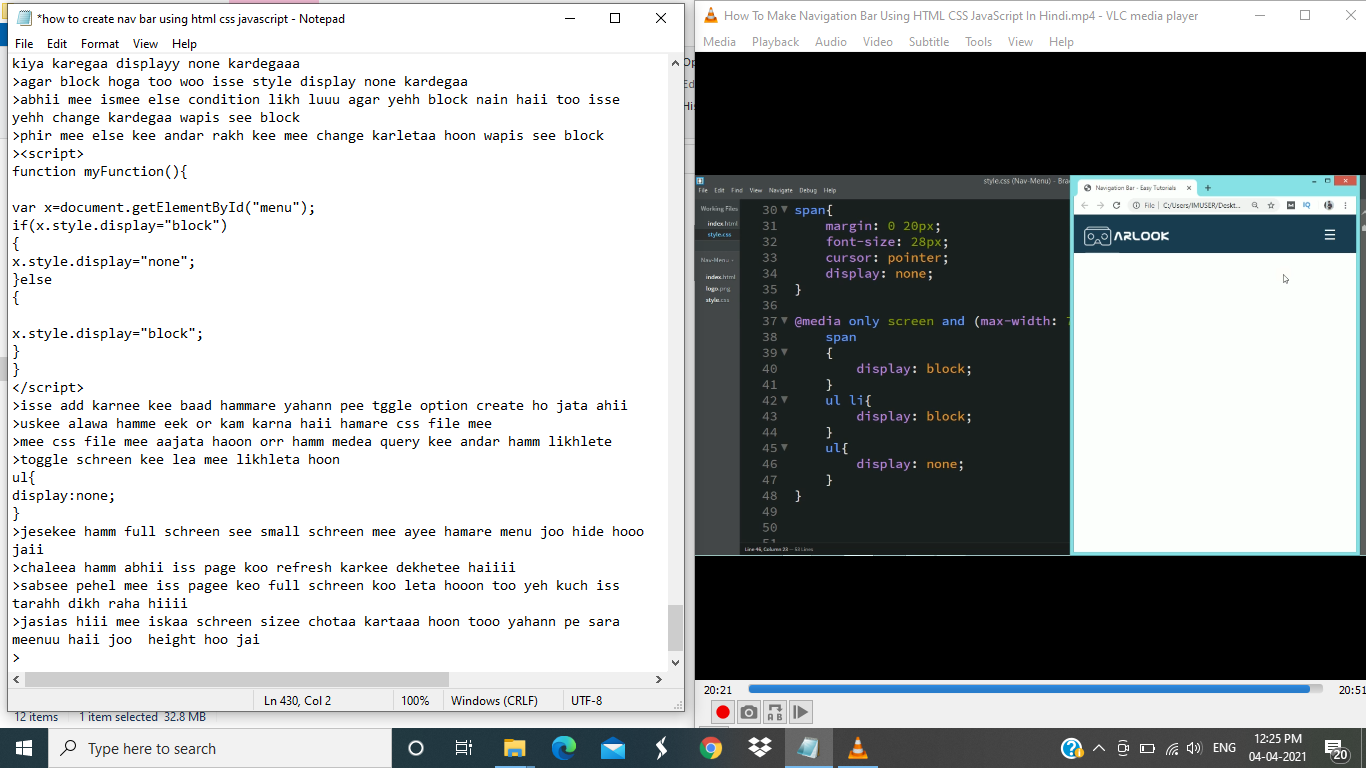 *how to create nav bar using html css javascript - Notepad
File Edit Format View Help
kiya karegaa displayy none kardegaaa
>agar block hoga too woo isse style display none kardegaa
>abhii mee ismee else condition likh luuu agar yehh block nain haii too isse
yehh change kardegaa wapis see block
>phir mee else kee andar rakh kee mee change karletaa hoon wapis see block
><script>
function myFunction(){
var x=document.getElementById("menu");
if(x.style.display="block")
{
x.style.display="none";
}else
{
x.style.display="block";
}
}
</script>
>isse add karnee kee baad hammare yahann pee tggle option create ho jata ahii
>uskee alawa hamme eek or kam karna haii hamare css file mee
>mee css file mee aajata haoon orr hamm medea query kee andar hamm likhlete
>toggle schreen kee lea mee likhleta hoon
ul{
display:none;
}
>jesekee hamm full schreen see small schreen mee ayee hamare menu joo hide hooo
jaii
>chaleea hamm abhii iss page koo refresh karkee dekhetee haiiii
>sabsee pehel mee iss pagee keo full schreen koo leta hooon too yeh kuch iss
tarahh dikh raha hiiii
>jasias hiii mee iskaa schreen sizee chotaa kartaaa hoon tooo yahann pe sara
meenuu haii joo  height hoo jai
>
Ln 430, Col 2 100% Windows (CRLF) UTF-8
12 items 1 item selected 32.8 MB
How To Make Navigation Bar Using HTML CSS JavaScript In Hindi.mp4 - VLC media player
Media Playback Audio Video Subtitle Tools View Help
style.css (Nav-Menu) - Bra
File Edit Find View Navigate Debug Help
Working Files
index.html
style.css
Nav-Menu
index.html
logo.png
style.css
30 span{
31 margin: 0 20px;
32 font-size: 28px;
33 cursor: pointer;
34 display: none;
35 }
36
37 @media only screen and (max-width:
38 span
39 {
40 display: block;
41 }
42 ul li{
43 display: block;
44 }
45 ul{
46 display: none;
47 }
48 }
49
50
51
Line 46, Column 23 — 53 Lines
Navigation Bar - Easy Tutorials
File | C:/Users/IMUSER/Deskt...
ARLOOK
20:21 20:51
Type here to search
ENG
12:25 PM
04-04-2021
20